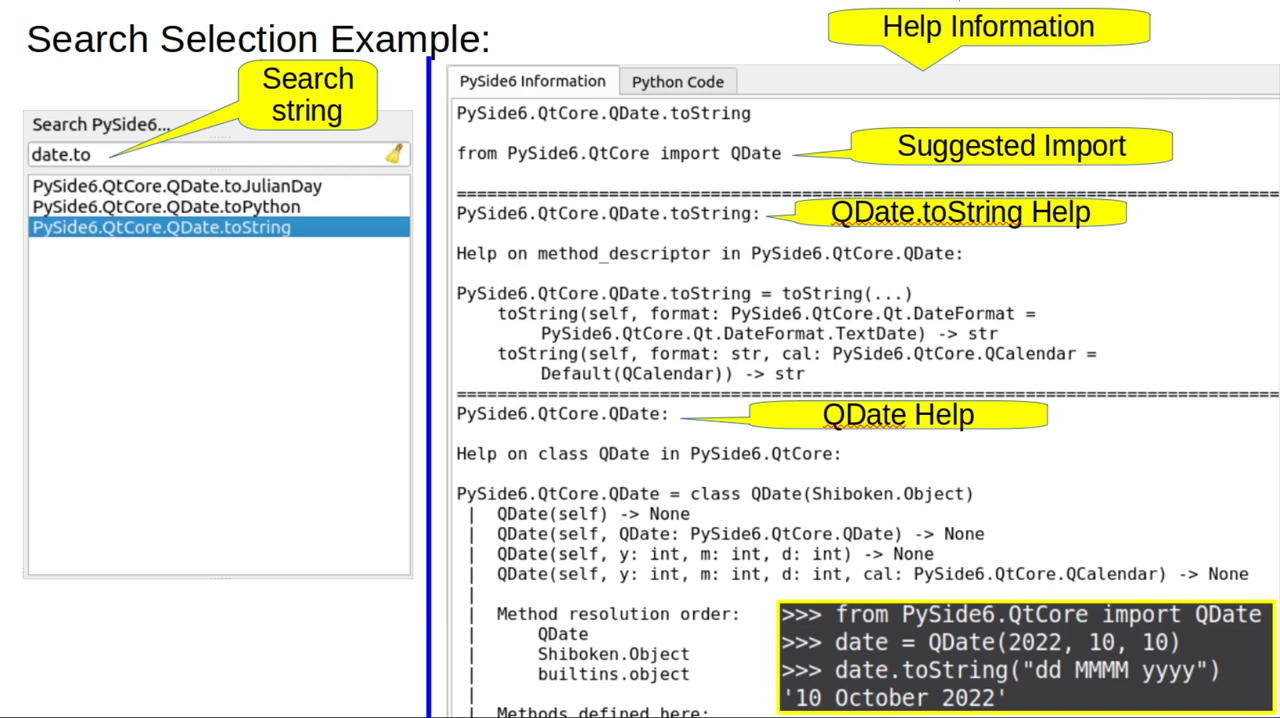 Search Selection Example:
Search
string
Search PySide6...
date.to
PySide6.QtCore.QDate.toJulianDay
PySide6.QtCore.QDate.toPython
PySide6.QtCore.QDate.toString
Help Information
PySide6 Information
Python Code
PySide6.QtCore.QDate.toString
from PySide6.QtCore import QDate
Suggested Import
==================================================================================
PySide6.QtCore.QDate.toString:
QDate.toString Help
Help on method_descriptor in PySide6.QtCore.QDate:
PySide6.QtCore.QDate.toString = toString(...)
toString(self, format: PySide6.QtCore.Qt.DateFormat =
PySide6.QtCore.Qt.DateFormat.TextDate) -> str
toString(self, format: str, cal: PySide6.QtCore.QCalendar =
Default(QCalendar)) -> str
==================================================================================
PySide6.QtCore.QDate:
QDate Help
Help on class QDate in PySide6.QtCore:
PySide6.QtCore.QDate = class QDate(Shiboken.Object)
| QDate(self) -> None
| QDate(self, QDate: PySide6.QtCore.QDate) -> None
| QDate(self, y: int, m: int, d: int) -> None
| QDate(self, y: int, m: int, d: int, cal: PySide6.QtCore.QCalendar) -> None
|
| Method resolution order:
| QDate
| Shiboken.Object
| builtins.object
|
| Methods defined here:
>>> from PySide6.QtCore import QDate
>>> date = QDate(2022, 10, 10)
>>> date.toString("dd MMMM yyyy")
'10 October 2022'